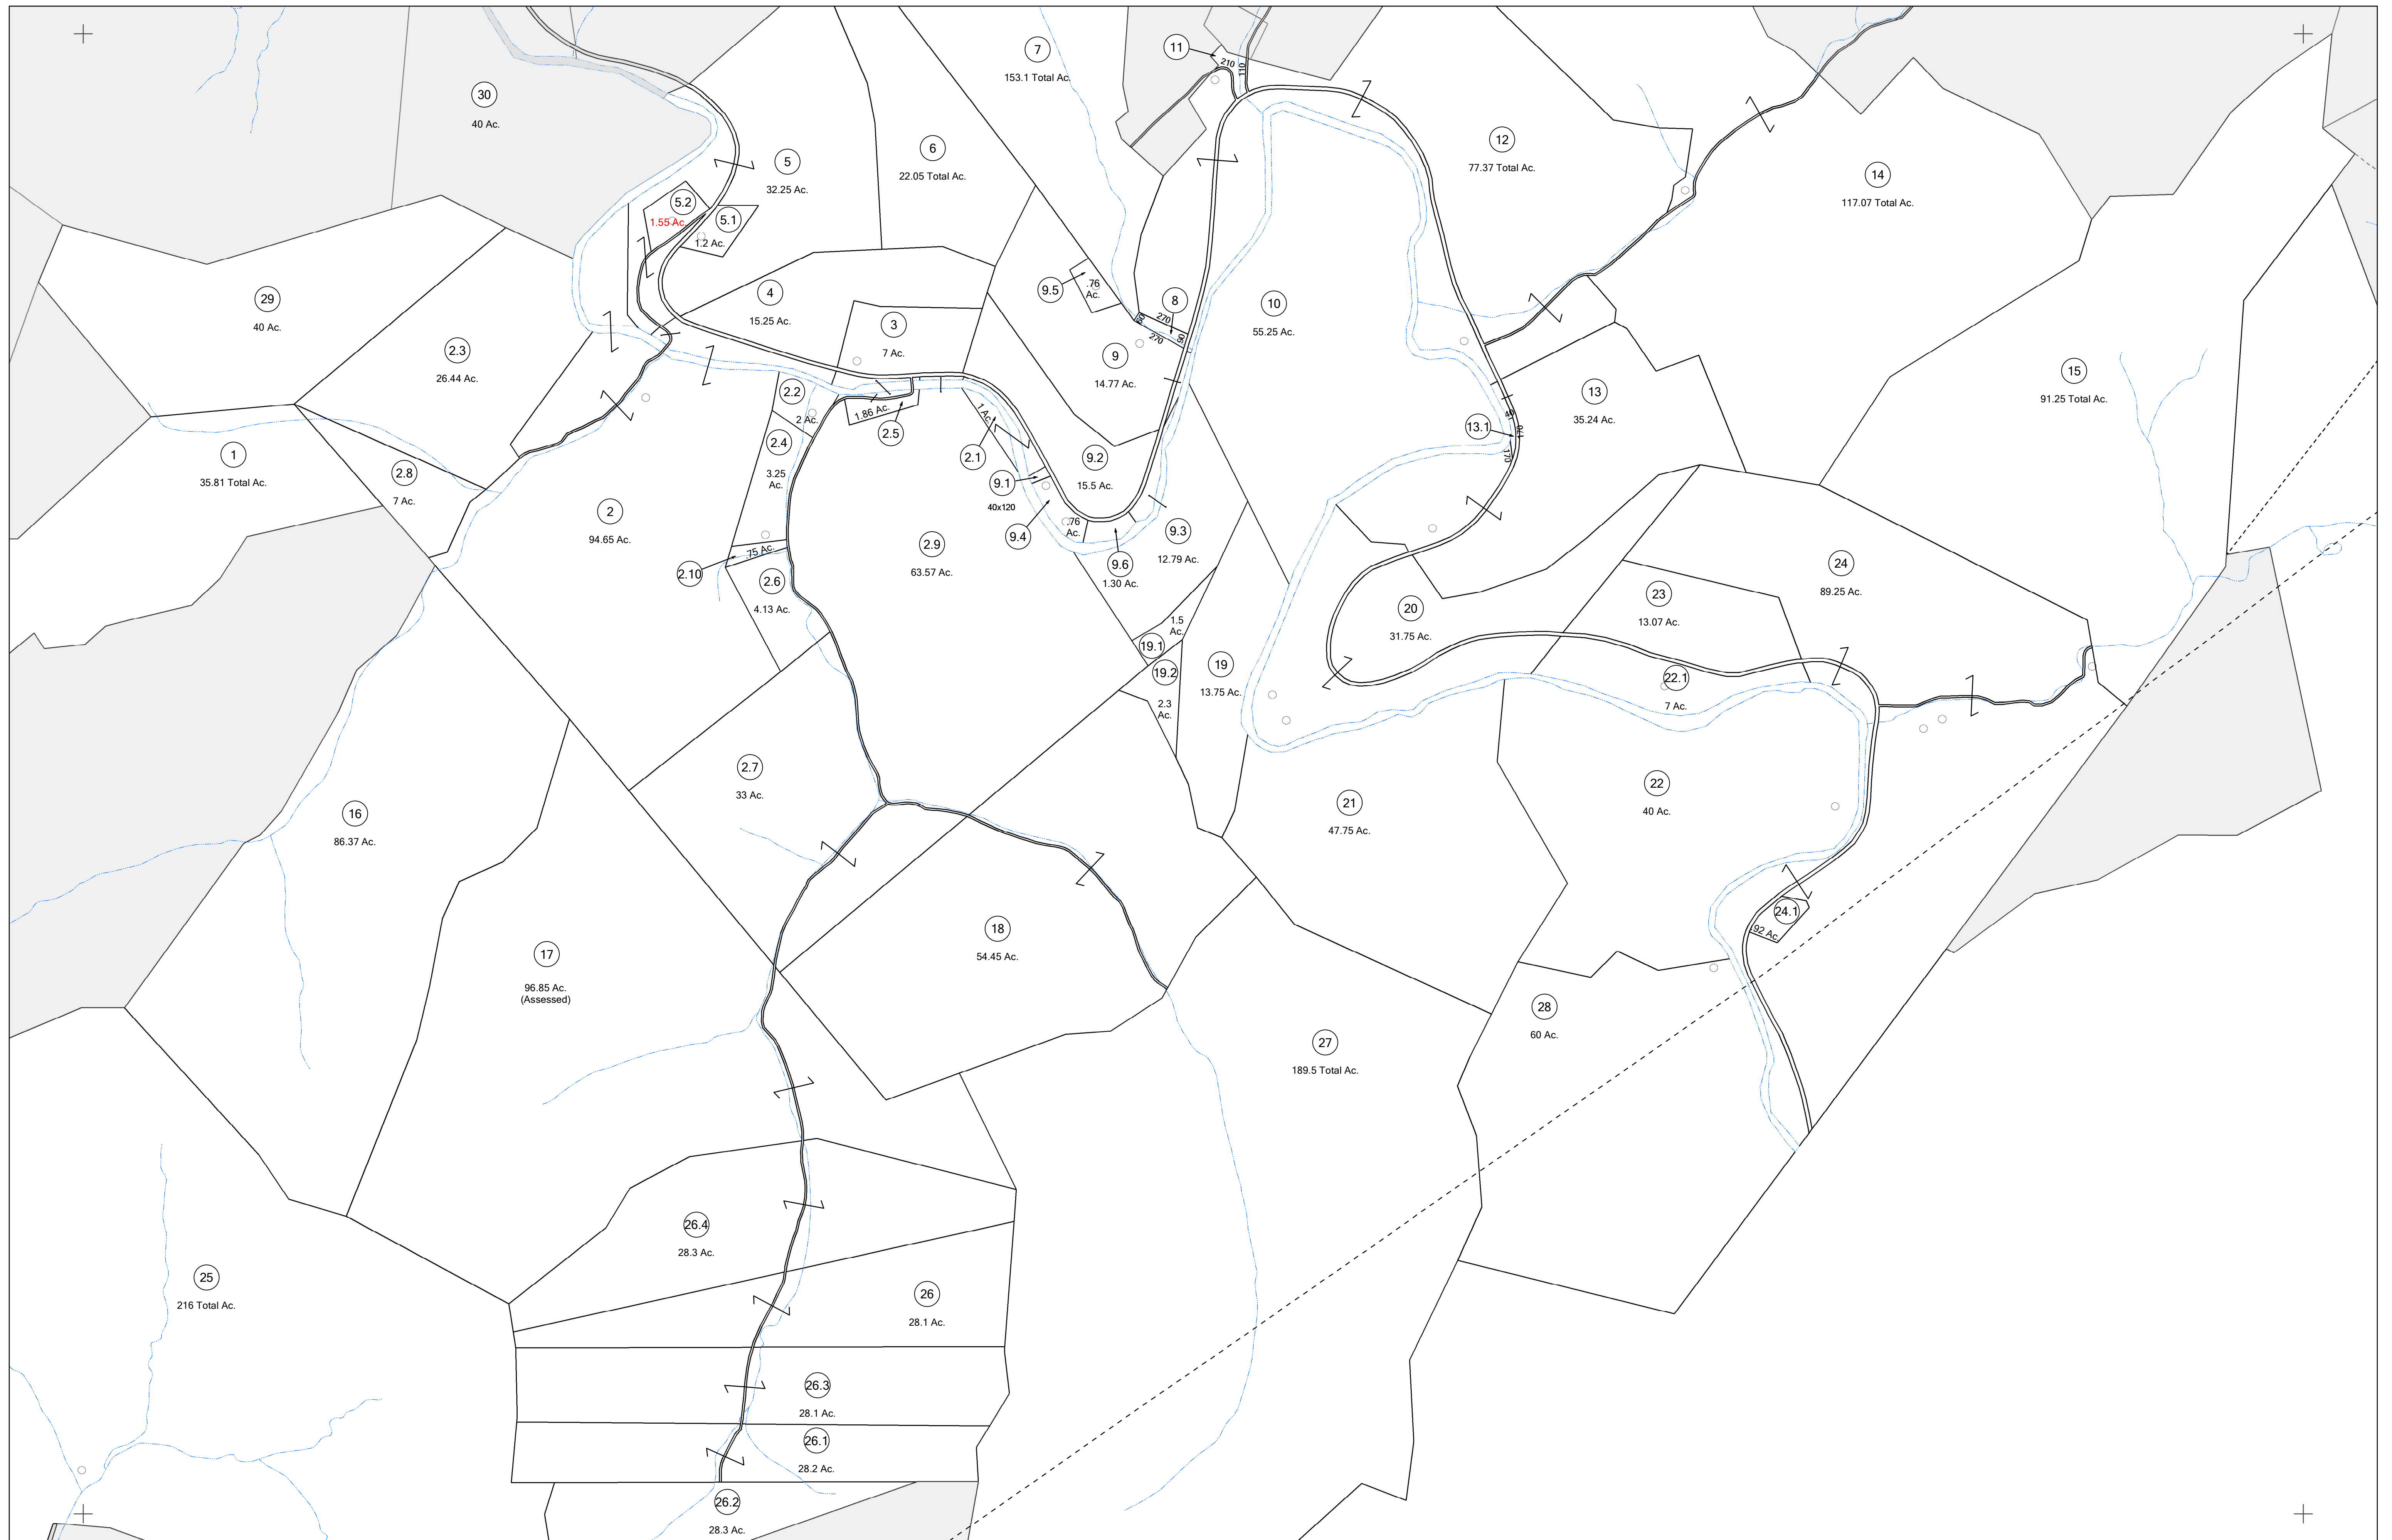 7
153.1 Total Ac.
11
210
110
30
40 Ac.
12
77.37 Total Ac.
6
22.05 Total Ac.
5
32.25 Ac.
14
117.07 Total Ac.
5.2
1.55 Ac.
5.1
1.2 Ac.
29
40 Ac.
4
15.25 Ac.
9.5
.76
Ac.
8
270
270
90
90
10
55.25 Ac.
3
7 Ac.
2.3
26.44 Ac.
9
14.77 Ac.
15
91.25 Total Ac.
13
35.24 Ac.
2.2
2 Ac.
1.86 Ac.
2.5
1 Ac.
2.1
40
170
170
13.1
2.4
3.25
Ac.
1
35.81 Total Ac.
2.8
7 Ac.
9.2
15.5 Ac.
9.1
40x120
2
94.65 Ac.
9.4
.76
Ac.
9.3
12.79 Ac.
2.9
63.57 Ac.
.75 Ac.
2.10
2.6
4.13 Ac.
9.6
1.30 Ac.
24
89.25 Ac.
23
13.07 Ac.
20
31.75 Ac.
1.5
Ac.
19.1
19.2
2.3
Ac.
19
13.75 Ac.
22.1
7 Ac.
2.7
33 Ac.
22
40 Ac.
21
47.75 Ac.
16
86.37 Ac.
24.1
.92 Ac.
18
54.45 Ac.
17
96.85 Ac.
(Assessed)
28
60 Ac.
27
189.5 Total Ac.
26.4
28.3 Ac.
25
216 Total Ac.
26
28.1 Ac.
26.3
28.1 Ac.
26.1
28.2 Ac.
26.2
28.3 Ac.